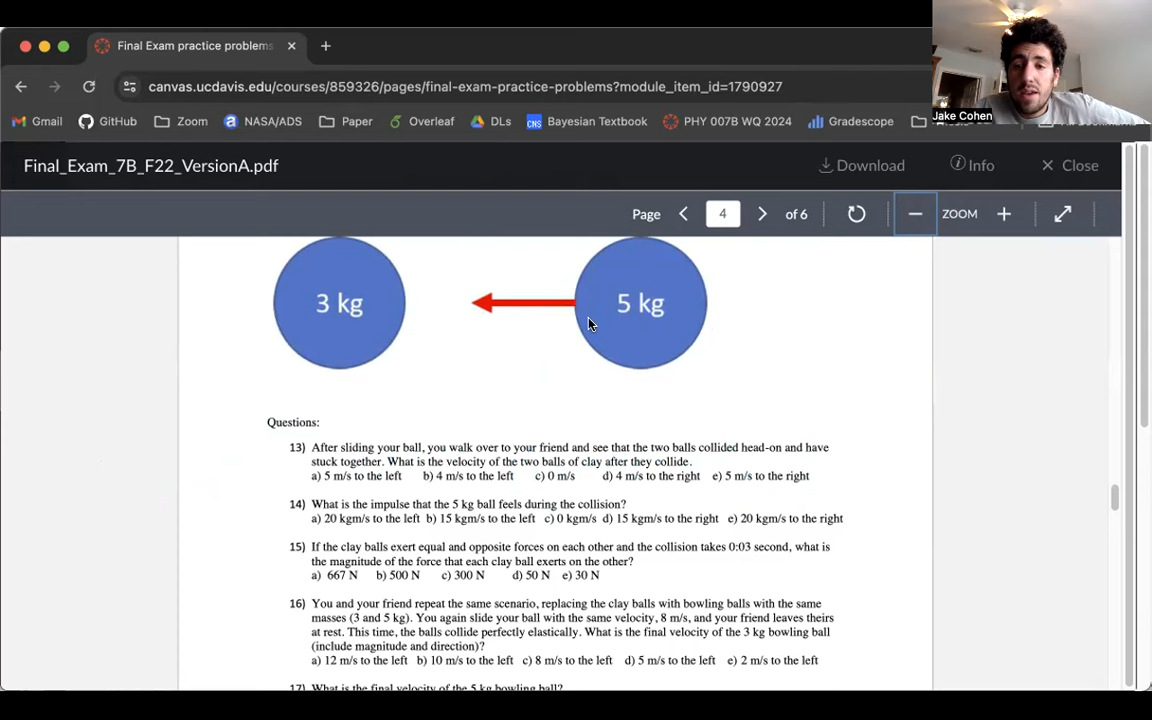 Final Exam practice problems
canvas.ucdavis.edu/courses/859326/pages/final-exam-practice-problems?module_item_id=1790927
Gmail GitHub Zoom NASA/ADS Paper Overleaf DLs CNS Bayesian Textbook PHY 007B WQ 2024 Gradescope
Jake Cohen
Final_Exam_7B_F22_VersionA.pdf Download Info Close
Page 4 of 6 ZOOM
3 kg 5 kg
Questions:
13) After sliding your ball, you walk over to your friend and see that the two balls collided head-on and have
stuck together. What is the velocity of the two balls of clay after they collide.
a) 5 m/s to the left b) 4 m/s to the left c) 0 m/s d) 4 m/s to the right e) 5 m/s to the right
14) What is the impulse that the 5 kg ball feels during the collision?
a) 20 kgm/s to the left b) 15 kgm/s to the left c) 0 kgm/s d) 15 kgm/s to the right e) 20 kgm/s to the right
15) If the clay balls exert equal and opposite forces on each other and the collision takes 0:03 second, what is
the magnitude of the force that each clay ball exerts on the other?
a) 667 N b) 500 N c) 300 N d) 50 N e) 30 N
16) You and your friend repeat the same scenario, replacing the clay balls with bowling balls with the same
masses (3 and 5 kg). You again slide your ball with the same velocity, 8 m/s, and your friend leaves theirs
at rest. This time, the balls collide perfectly elastically. What is the final velocity of the 3 kg bowling ball
(include magnitude and direction)?
a) 12 m/s to the left b) 10 m/s to the left c) 8 m/s to the left d) 5 m/s to the left e) 2 m/s to the left
17) What is the final velocity of the 5 kg bowling ball?